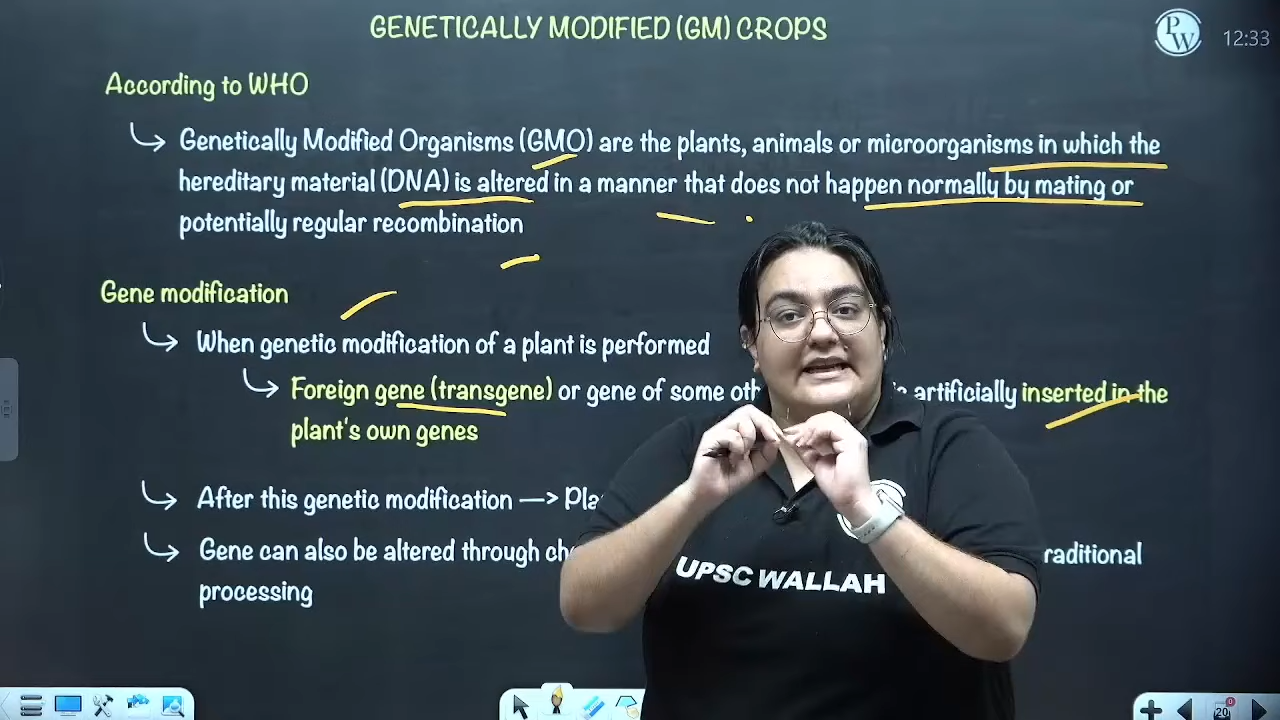 GENETICALLY MODIFIED (GM) CROPS
PW
12:33
According to WHO
Genetically Modified Organisms (GMO) are the plants, animals or microorganisms in which the
hereditary material (DNA) is altered in a manner that does not happen normally by mating or
potentially regular recombination
Gene modification
When genetic modification of a plant is performed
Foreign gene (transgene) or gene of some artificially inserted in the
plant's own genes
After this genetic modification —>
Gene can also be altered through
processing
UPSC WALLAH
20